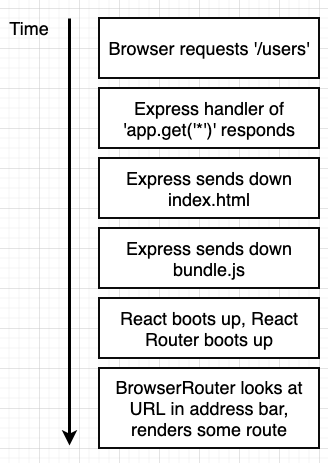 Time
Browser requests '/users'
Express handler of
'app.get('*')' responds
Express sends down
index.html
Express sends down
bundle.js
React boots up, React
Router boots up
BrowserRouter looks at
URL in address bar,
renders some route